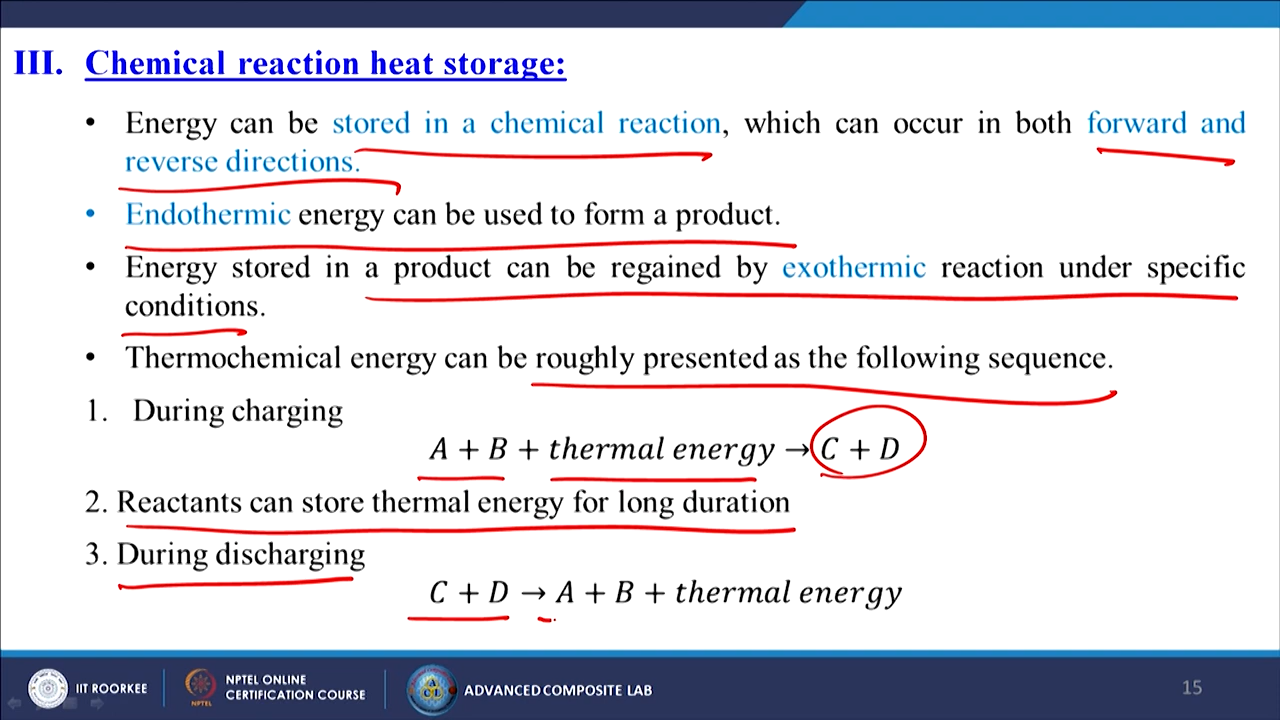 III. Chemical reaction heat storage:
• Energy can be stored in a chemical reaction, which can occur in both forward and
reverse directions.
• Endothermic energy can be used to form a product.
• Energy stored in a product can be regained by exothermic reaction under specific
conditions.
• Thermochemical energy can be roughly presented as the following sequence.
1. During charging
A + B + thermal energy → C + D
2. Reactants can store thermal energy for long duration
3. During discharging
C + D → A + B + thermal energy
IIT ROORKEE
NPTEL
NPTEL ONLINE
CERTIFICATION COURSE
ADVANCED COMPOSITE LAB
15